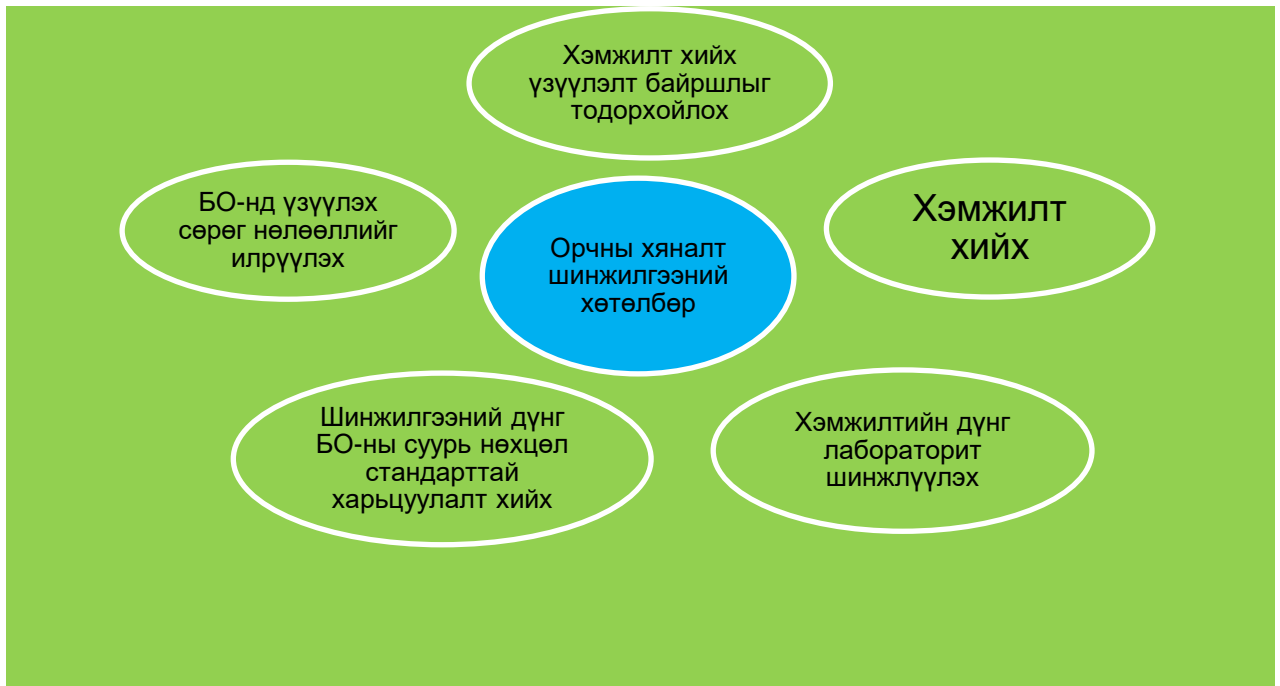 Хэмжилт хийх
үзүүлэлт байршлыг
тодорхойлох
БО-нд үзүүлэх
сөрөг нөлөөллийг
илрүүлэх
Хэмжилт
хийх
Орчны хяналт
шинжилгээний
хөтөлбөр
Шинжилгээний дүнг
БО-ны суурь нөхцөл
стандарттай
харьцуулалт хийх
Хэмжилтийн дүнг
лабораторит
шинжлүүлэх